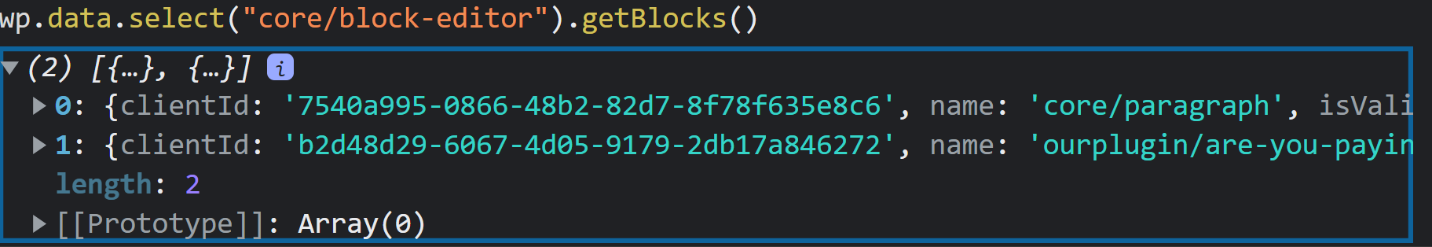 wp.data.select("core/block-editor").getBlocks()
(2) [{…}, {…}] i
0: {clientId: '7540a995-0866-48b2-82d7-8f78f635e8c6', name: 'core/paragraph', isVali
1: {clientId: 'b2d48d29-6067-4d05-9179-2db17a846272', name: 'ourplugin/are-you-payin
length: 2
[[Prototype]]: Array(0)